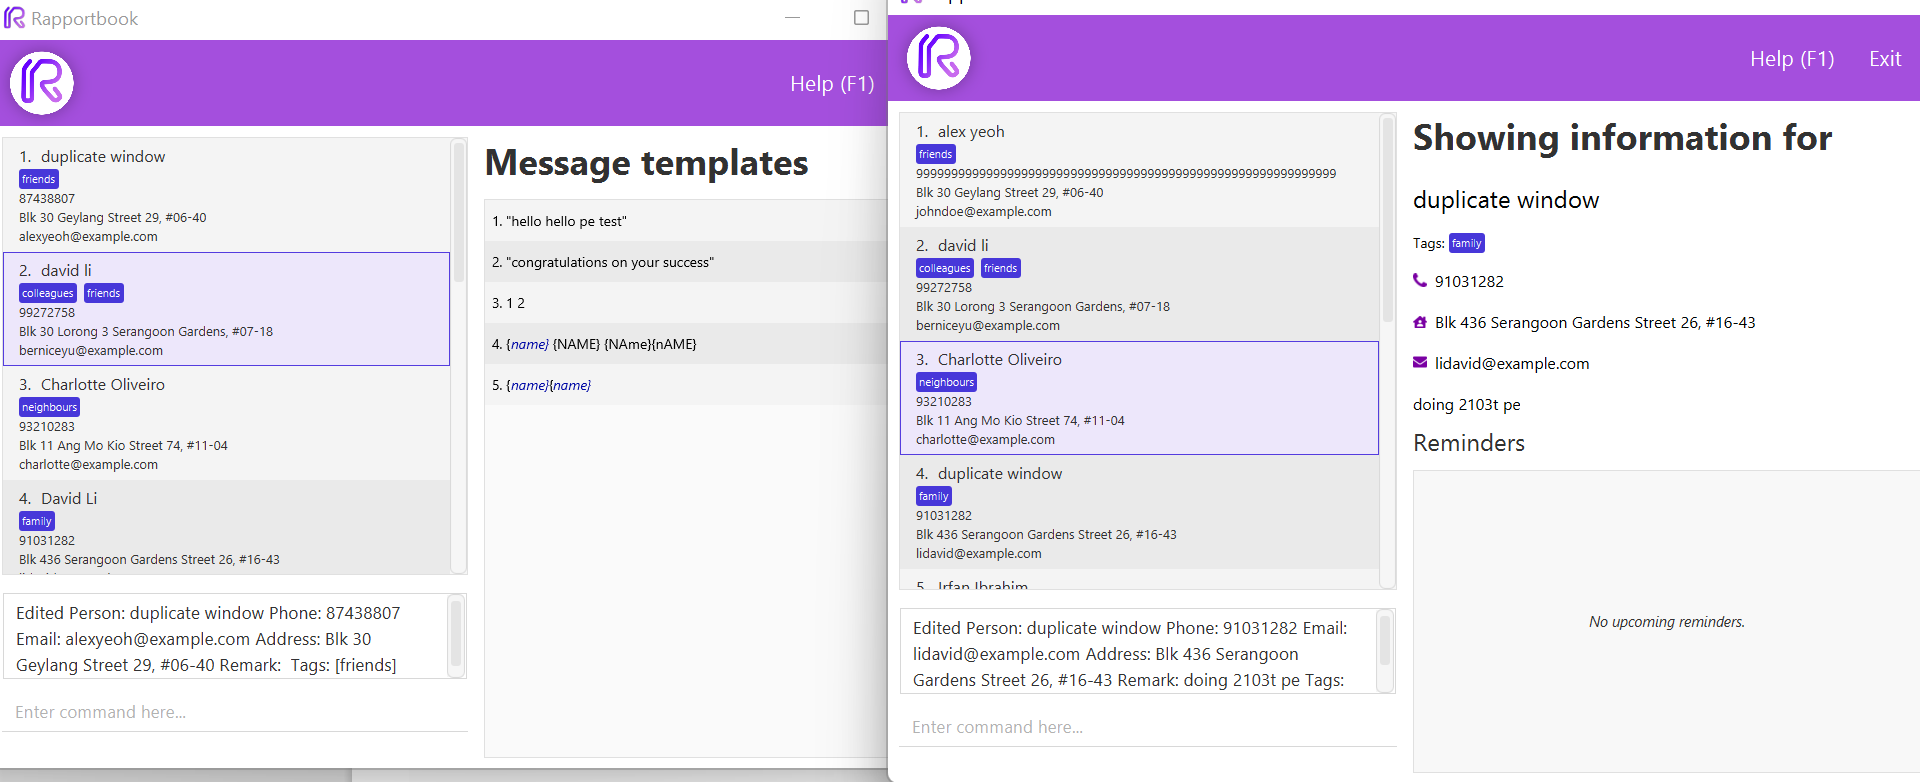 Rapportbook
Help (F1)
1. duplicate window
friends
87438807
Blk 30 Geylang Street 29, #06-40
alexyeoh@example.com
2. david li
colleagues friends
99272758
Blk 30 Lorong 3 Serangoon Gardens, #07-18
berniceyu@example.com
3. Charlotte Oliveiro
neighbours
93210283
Blk 11 Ang Mo Kio Street 74, #11-04
charlotte@example.com
4. David Li
family
91031282
Blk 436 Serangoon Gardens Street 26, #16-43
Edited Person: duplicate window Phone: 87438807
Email: alexyeoh@example.com Address: Blk 30
Geylang Street 29, #06-40 Remark:  Tags: [friends]
Enter command here...
Message templates
1. "hello hello pe test"
2. "congratulations on your success"
3. 1 2
4. {name} {NAME} {NAme}{nAME}
5. {name}{name}
Help (F1) Exit
1. alex yeoh
friends
999999999999999999999999999999999999999999999999999999999999
Blk 30 Geylang Street 29, #06-40
johndoe@example.com
2. david li
colleagues friends
99272758
Blk 30 Lorong 3 Serangoon Gardens, #07-18
berniceyu@example.com
3. Charlotte Oliveiro
neighbours
93210283
Blk 11 Ang Mo Kio Street 74, #11-04
charlotte@example.com
4. duplicate window
family
91031282
Blk 436 Serangoon Gardens Street 26, #16-43
lidavid@example.com
5. Irfan Ibrahim
Edited Person: duplicate window Phone: 91031282 Email:
lidavid@example.com Address: Blk 436 Serangoon
Gardens Street 26, #16-43 Remark: doing 2103t pe Tags:
Enter command here...
Showing information for
duplicate window
Tags: family
91031282
Blk 436 Serangoon Gardens Street 26, #16-43
lidavid@example.com
doing 2103t pe
Reminders
No upcoming reminders.